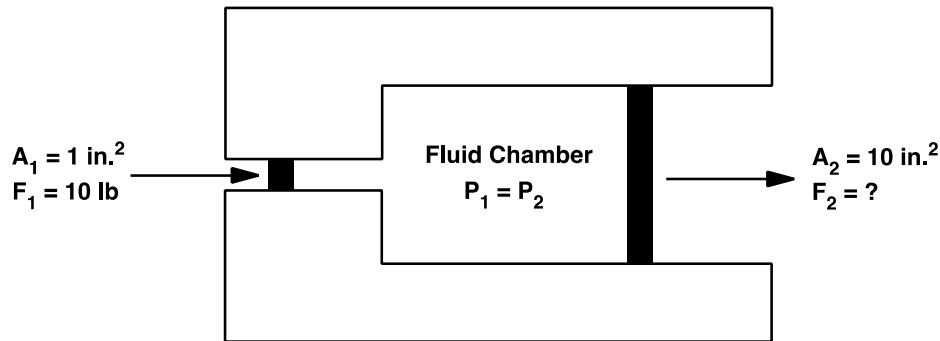 A₁ = 1 in.²
F₁ = 10 lb
Fluid Chamber
P₁ = P₂
A₂ = 10 in.²
F₂ = ?